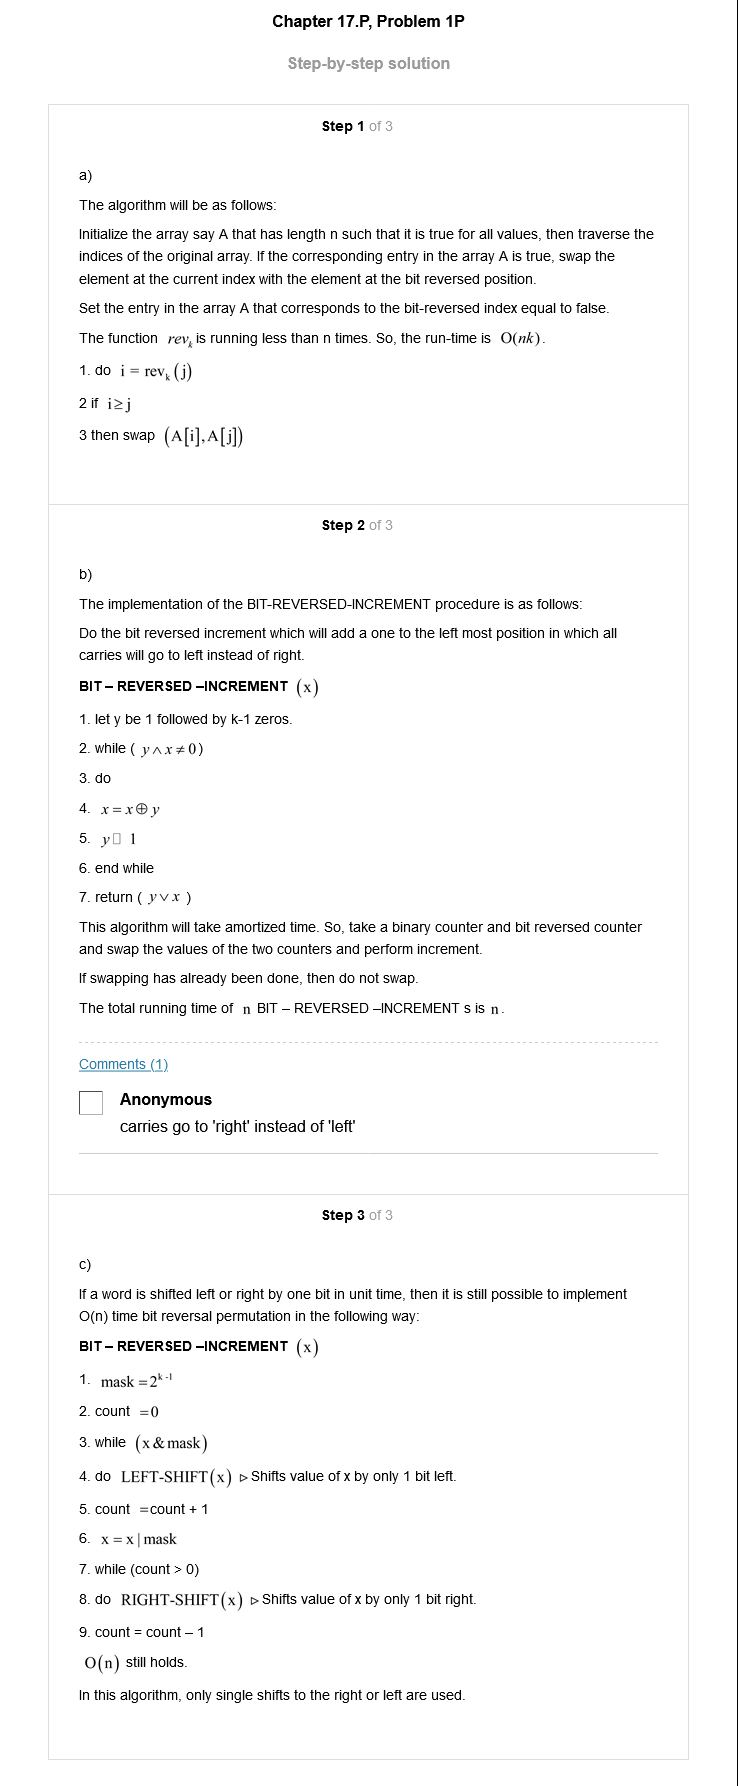 Chapter 17.P, Problem 1P
Step-by-step solution
Step 1 of 3
a)
The algorithm will be as follows:
Initialize the array say A that has length n such that it is true for all values, then traverse the
indices of the original array. If the corresponding entry in the array A is true, swap the
element at the current index with the element at the bit reversed position.
Set the entry in the array A that corresponds to the bit-reversed index equal to false.
The function rev_k is running less than n times. So, the run-time is O(nk).
1. do i = rev_k (j)
2 if i≥j
3 then swap (A[i],A[j])
Step 2 of 3
b)
The implementation of the BIT-REVERSED-INCREMENT procedure is as follows:
Do the bit reversed increment which will add a one to the left most position in which all
carries will go to left instead of right.
BIT – REVERSED –INCREMENT (x)
1. let y be 1 followed by k-1 zeros.
2. while ( y∧x≠0)
3. do
4. x=x⊕y
5. y□ 1
6. end while
7. return ( y∨x )
This algorithm will take amortized time. So, take a binary counter and bit reversed counter
and swap the values of the two counters and perform increment.
If swapping has already been done, then do not swap.
The total running time of n BIT – REVERSED –INCREMENT s is n.
Comments (1)
Anonymous
carries go to 'right' instead of 'left'
Step 3 of 3
c)
If a word is shifted left or right by one bit in unit time, then it is still possible to implement
O(n) time bit reversal permutation in the following way:
BIT – REVERSED –INCREMENT (x)
1. mask =2^{k-1}
2. count =0
3. while (x & mask)
4. do LEFT-SHIFT(x) ▷ Shifts value of x by only 1 bit left.
5. count =count + 1
6. x = x | mask
7. while (count > 0)
8. do RIGHT-SHIFT(x) ▷ Shifts value of x by only 1 bit right.
9. count = count – 1
O(n) still holds.
In this algorithm, only single shifts to the right or left are used.